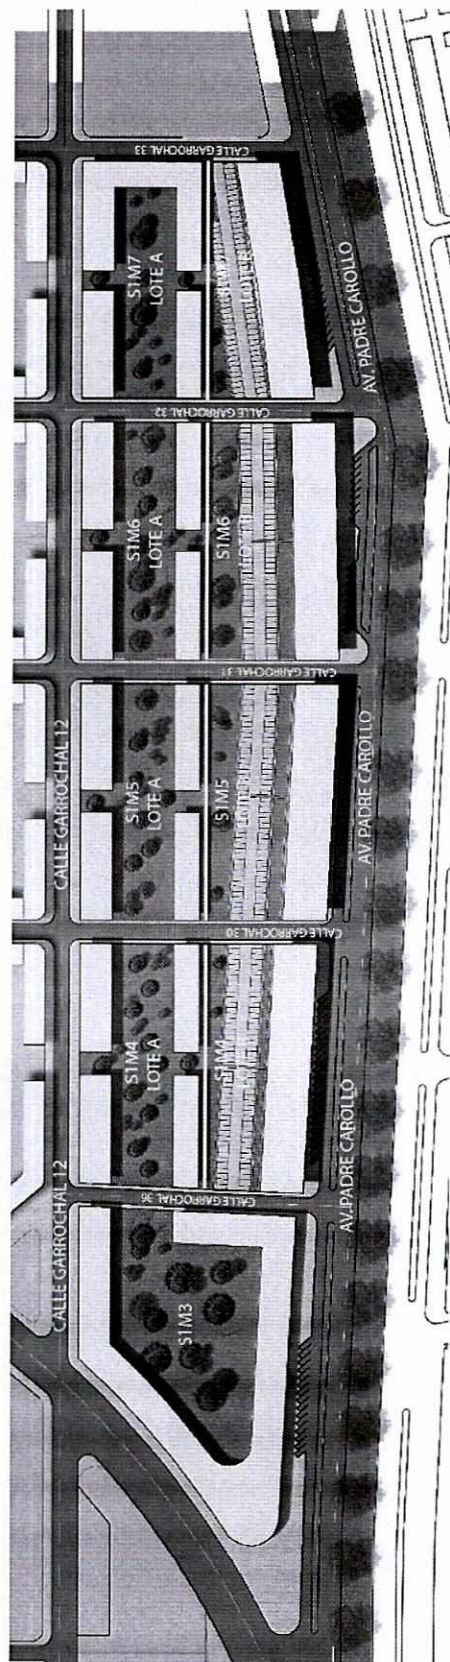 CALLE GARROCHAL 33
S1M7
LOTE A
AV. PADRE CAROLLO
CALLE GARROCHAL 32
S1M6
LOTE A
S1M6
CALLE GARROCHAL 31
CALLE GARROCHAL 12
S1M5
LOTE A
S1M5
AV. PADRE CAROLLO
CALLE GARROCHAL 30
S1M4
LOTE A
S1M4
AV. PADRE CAROLLO
CALLE GARROCHAL 36
CALLE GARROCHAL 12
S1M3